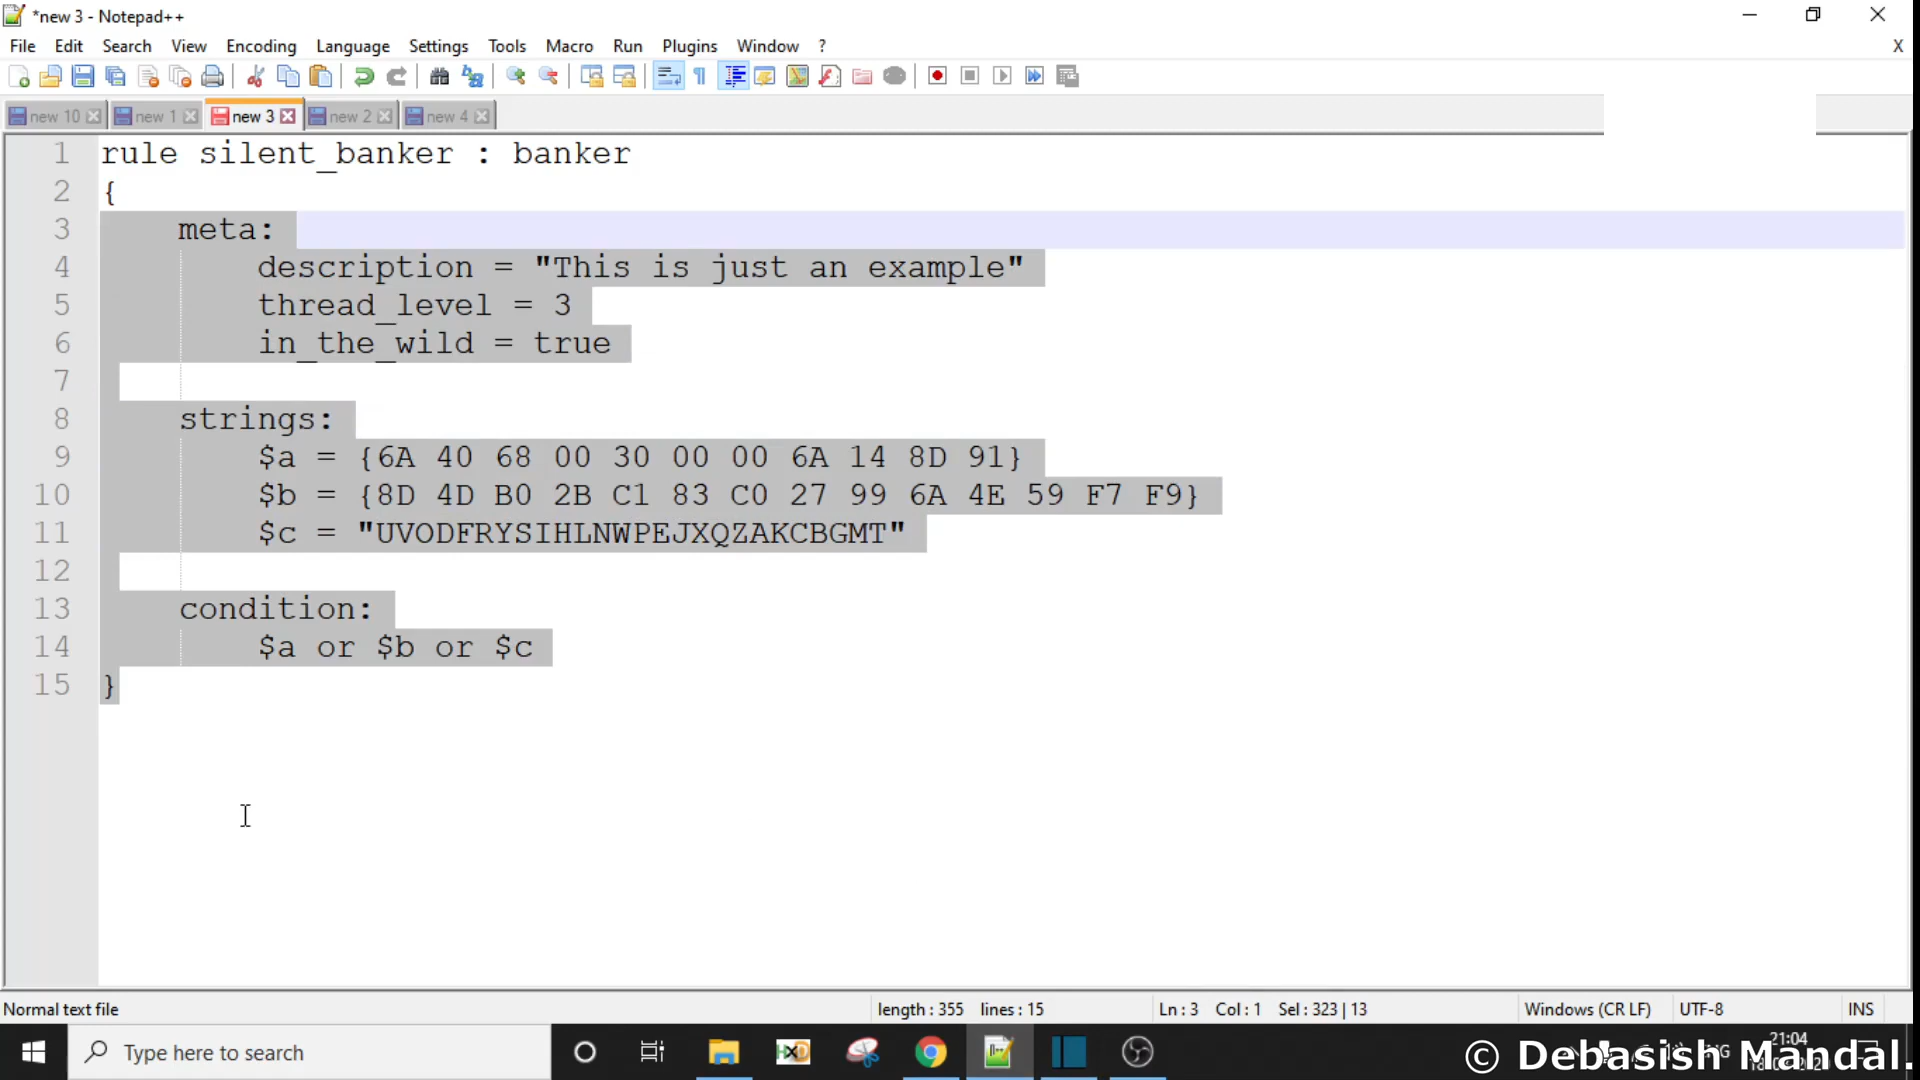 *new 3 - Notepad++
File Edit Search View Encoding Language Settings Tools Macro Run Plugins Window ? X
new 10 new 1 new 3 new 2 new 4
1 rule silent_banker : banker
2 {
3 meta:
4 description = "This is just an example"
5 thread_level = 3
6 in_the_wild = true
7
8 strings:
9 $a = {6A 40 68 00 30 00 00 6A 14 8D 91}
10 $b = {8D 4D B0 2B C1 83 C0 27 99 6A 4E 59 F7 F9}
11 $c = "UVODFRYSIHLNWPEJXQZAKCBGMT"
12
13 condition:
14 $a or $b or $c
15 }
Normal text file length : 355 lines : 15 Ln : 3 Col : 1 Sel : 323 | 13 Windows (CR LF) UTF-8 INS
Type here to search
21:04
© Debasish Mandal.